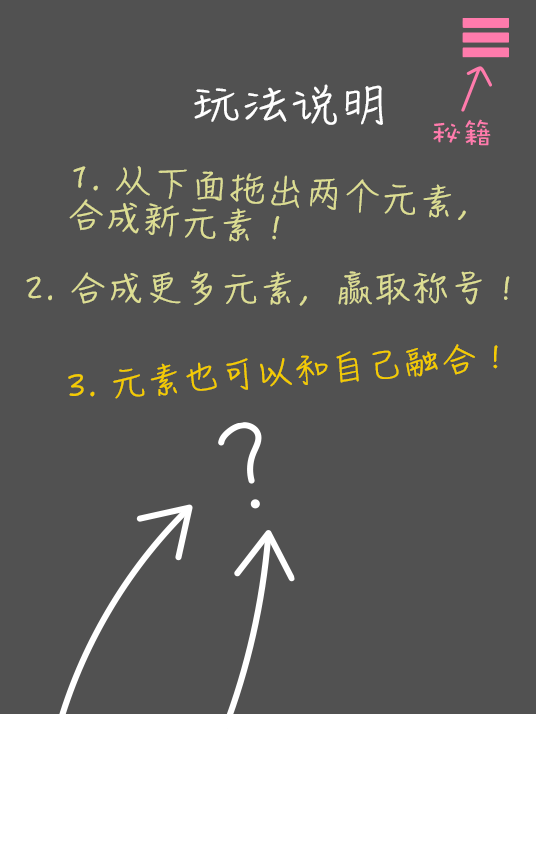 秘籍
玩法说明
1. 从下面拖出两个元素，
合成新元素！
2. 合成更多元素，赢取称号！
3. 元素也可以和自己融合！
?